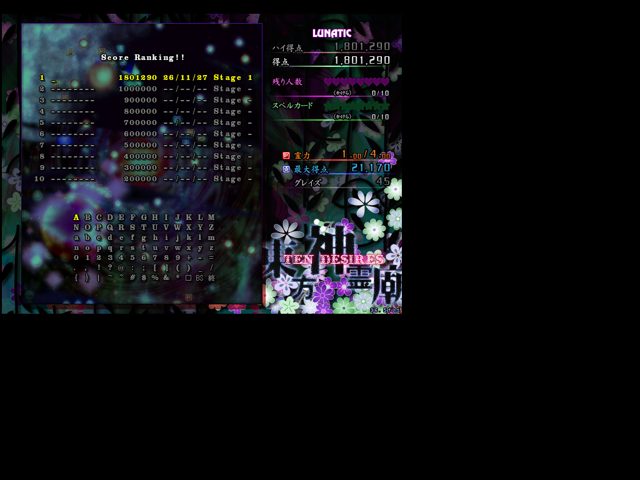 Score Ranking!!
1 _ 1801290 26/11/27 Stage 1
2 -------- 1000000 --/--/-- Stage -
3 -------- 900000 --/--/-- Stage -
4 -------- 800000 --/--/-- Stage -
5 -------- 700000 --/--/-- Stage -
6 -------- 600000 --/--/-- Stage -
7 -------- 500000 --/--/-- Stage -
8 -------- 400000 --/--/-- Stage -
9 -------- 300000 --/--/-- Stage -
10 -------- 200000 --/--/-- Stage -
A B C D E F G H I J K L M
N O P Q R S T U V W X Y Z
a b c d e f g h i j k l m
n o p q r s t u v w x y z
0 1 2 3 4 5 6 7 8 9 + - =
. , ! ? @ : ; [ ] ( ) _ /
LUNATIC
ハイ得点 1,801,290
得点 1,801,290
残り人数
0/10
スペルカード
0/10
霊力 1.00/4.00
最大得点 21,170
グレイズ 45
東方神霊廟
TEN DESIRES